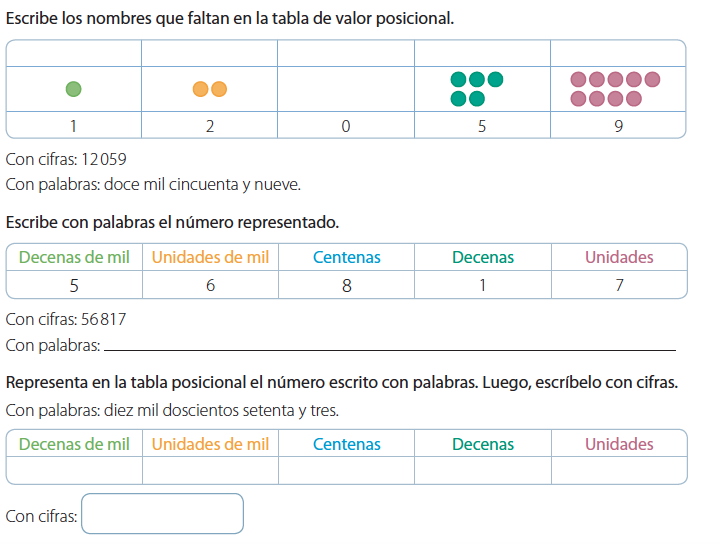 Escribe los nombres que faltan en la tabla de valor posicional.
1 2 0 5 9
Con cifras: 12 059
Con palabras: doce mil cincuenta y nueve.
Escribe con palabras el número representado.
Decenas de mil Unidades de mil Centenas Decenas Unidades
5 6 8 1 7
Con cifras: 56 817
Con palabras:
Representa en la tabla posicional el número escrito con palabras. Luego, escríbelo con cifras.
Con palabras: diez mil doscientos setenta y tres.
Decenas de mil Unidades de mil Centenas Decenas Unidades
Con cifras: